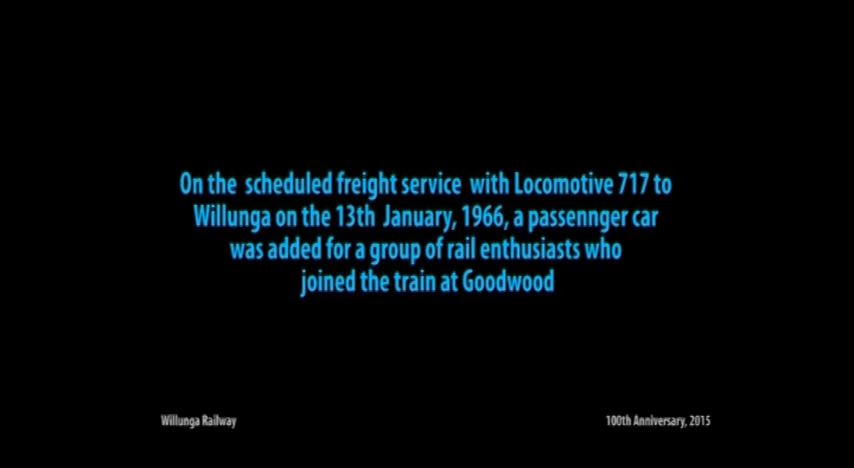 On the scheduled freight service with Locomotive 717 to
Willunga on the 13th January, 1966, a passennger car
was added for a group of rail enthusiasts who
joined the train at Goodwood
Willunga Railway
100th Anniversary, 2015